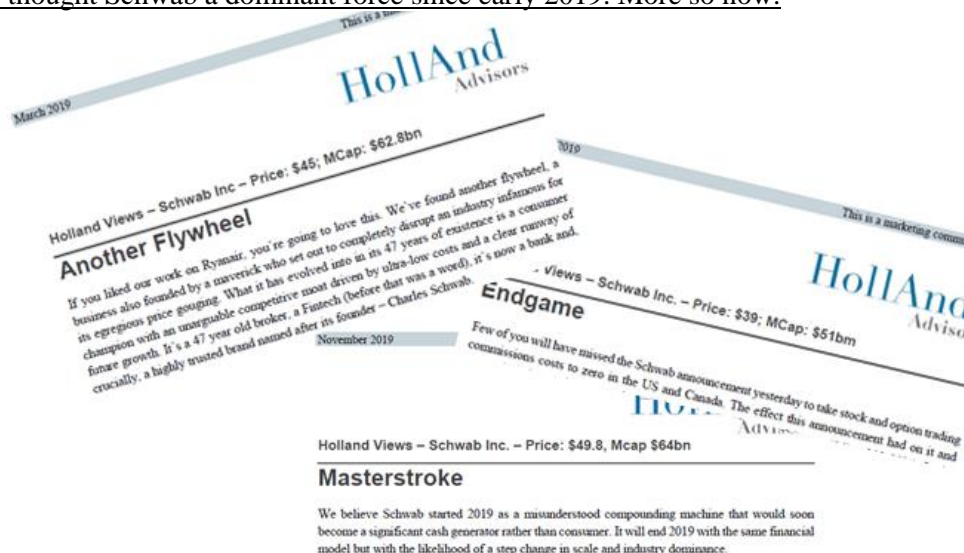 thought Schwab a dominant force since early 2019. More so now.
This is a
HollAnd
Advisors
March 2019
Holland Views – Schwab Inc – Price: $45; MCap: $62.8bn
Another Flywheel
If you liked our work on Ryanair, you're going to love this. We've found another flywheel, a
business also founded by a maverick who set out to completely disrupt an industry infamous for
its egregious price gouging. What it has evolved into in its 47 years of existence is a consumer
champion with an unarguable competitive moat driven by ultra-low costs and a clear runway of
future growth. It's a 47 year old broker, a Fintech (before that was a word), it's now a bank and,
crucially, a highly trusted brand named after its founder – Charles Schwab.
2019
This is a marketing
HollAnd
Views – Schwab Inc. – Price: $39; MCap: $51bm
Endgame
Few of you will have missed the Schwab announcement yesterday to take stock and option trading
commissions costs to zero in the US and Canada. The effect this announcement had on it and
November 2019
Holland Views – Schwab Inc. – Price: $49.8, Mcap $64bn
Masterstroke
We believe Schwab started 2019 as a misunderstood compounding machine that would soon
become a significant cash generator rather than consumer. It will end 2019 with the same financial
model but with the likelihood of a step change in scale and industry dominance.